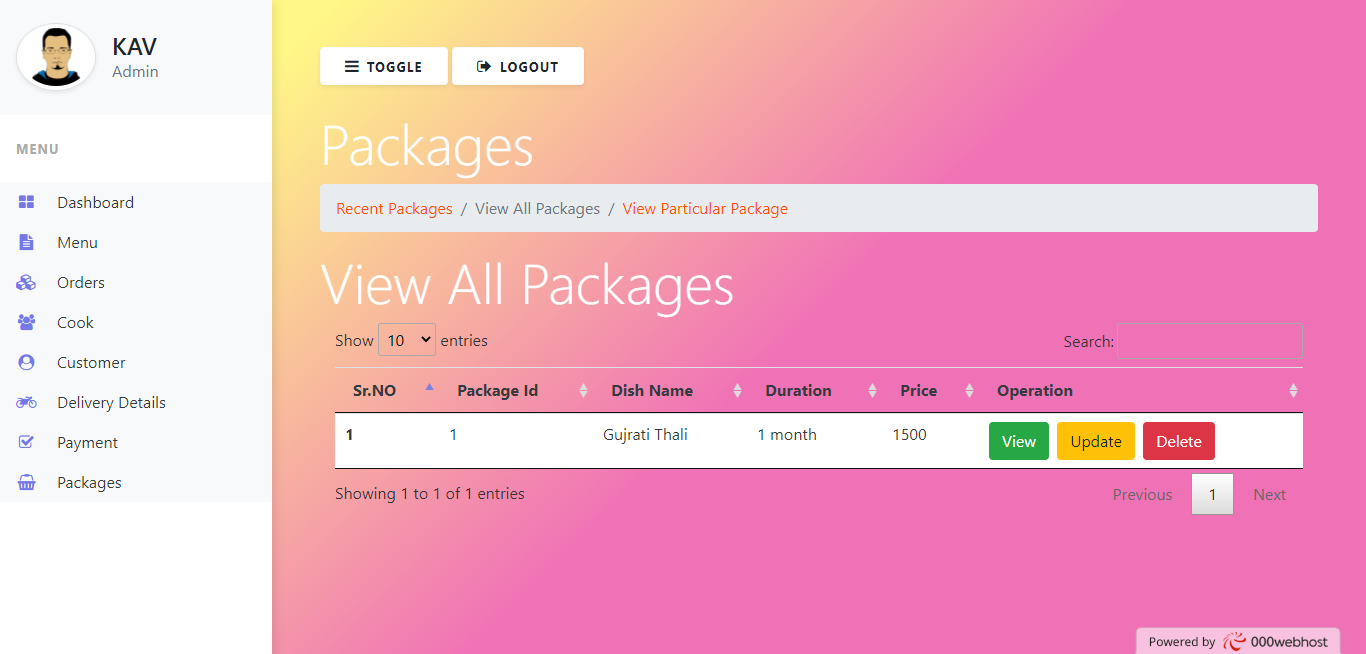 KAV
Admin
MENU
Dashboard
Menu
Orders
Cook
Customer
Delivery Details
Payment
Packages
TOGGLE LOGOUT
Packages
Recent Packages / View All Packages / View Particular Package
View All Packages
Show 10 entries Search:
Sr.NO Package Id Dish Name Duration Price Operation
1 1 Gujrati Thali 1 month 1500 View Update Delete
Showing 1 to 1 of 1 entries Previous 1 Next
Powered by 000webhost